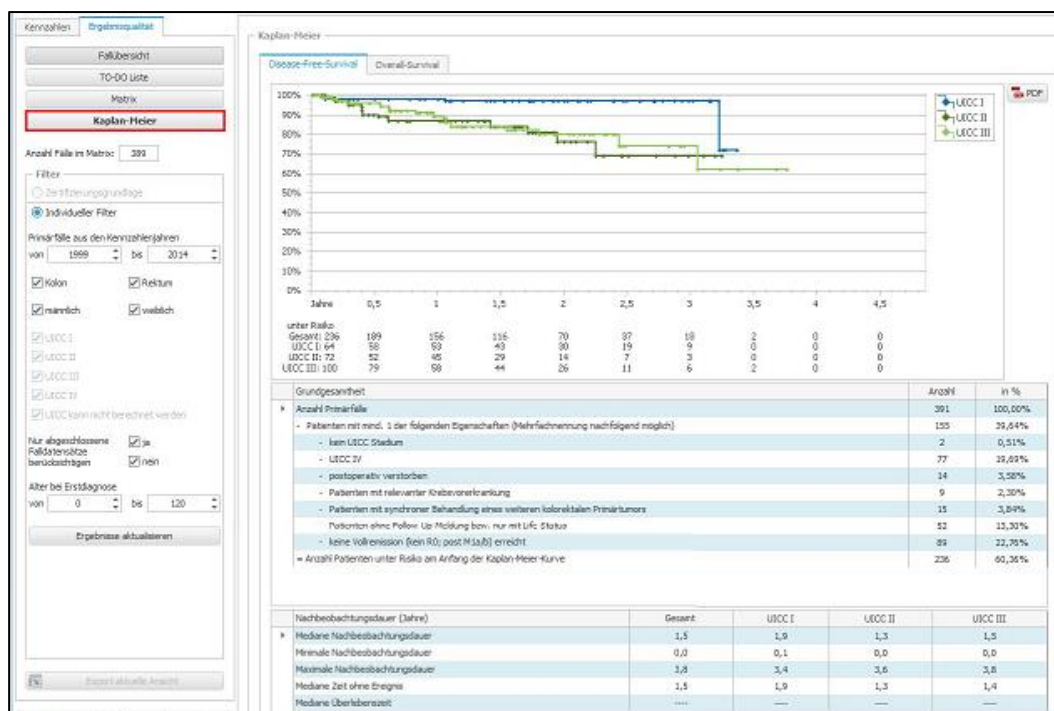 Kennzahlen Ergebnisqualität
Fallübersicht
TO-DO Liste
Matrix
Kaplan-Meier
Anzahl Fälle im Matrix: 389
Filter
Zertifizierungsgrundlage
Individueller Filter
Primärfälle aus den Kennzahlenjahren
von 1999 bis 2014
Kolon Rektum
männlich weiblich
UICC I
UICC II
UICC III
UICC IV
UICC kann nicht berechnet werden
Nur abgeschlossene ja
Falldatensätze
berücksichtigen nein
Alter bei Erstdiagnose
von 0 bis 120
Ergebnisse aktualisieren
Export aktuelle Ansicht
Kaplan-Meier
Disease-Free-Survival Overall-Survival
PDF
UICC I
UICC II
UICC III
100%
90%
80%
70%
60%
50%
40%
30%
20%
10%
0%
Jahre 0,5 1 1,5 2 2,5 3 3,5 4 4,5
unter Risiko
Gesamt: 236 189 156 116 70 37 18 2 0 0
UICC I: 64 58 53 43 30 19 9 0 0 0
UICC II: 72 52 45 29 14 7 3 0 0 0
UICC III: 100 79 58 44 26 11 6 2 0 0
Grundgesamtheit Anzahl in %
Anzahl Primärfälle 391 100,00%
- Patienten mit mind. 1 der folgenden Eigenschaften (Mehrfachnennung nachfolgend möglich) 155 39,64%
- kein UICC Stadium 2 0,51%
- UICC IV 77 19,69%
- postoperativ verstorben 14 3,58%
- Patienten mit relevanter Krebsvorerkrankung 9 2,30%
- Patienten mit synchroner Behandlung eines weiteren kolorektalen Primärtumors 15 3,84%
Patienten ohne Follow Up Meldung bzw. nur mit Life Status 52 13,30%
- keine Vollremission (kein R0; post M1a/b) erreicht 89 22,76%
= Anzahl Patienten unter Risiko am Anfang der Kaplan-Meier-Kurve 236 60,36%
Nachbeobachtungsdauer (Jahre) Gesamt UICC I UICC II UICC III
Mediane Nachbeobachtungsdauer 1,5 1,9 1,3 1,5
Minimale Nachbeobachtungsdauer 0,0 0,1 0,0 0,0
Maximale Nachbeobachtungsdauer 3,8 3,4 3,6 3,8
Mediane Zeit ohne Ereignis 1,5 1,9 1,3 1,4
Mediane Überlebenszeit ---- ---- ---- ----